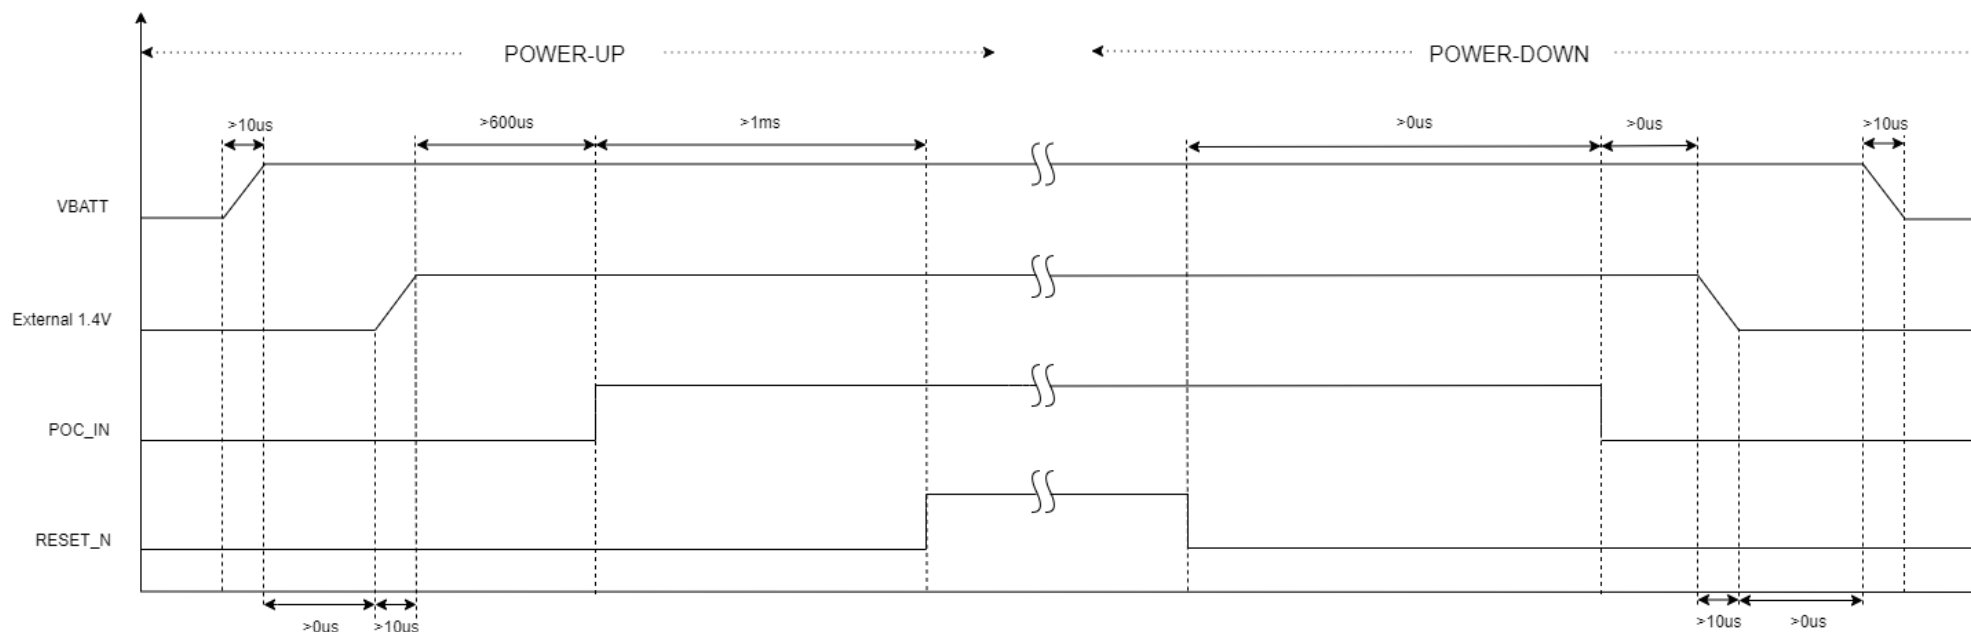 POWER-UP
POWER-DOWN
>10us
>600us
>1ms
>0us
>0us
>10us
VBATT
External 1.4V
POC_IN
RESET_N
>0us
>10us
>10us
>0us